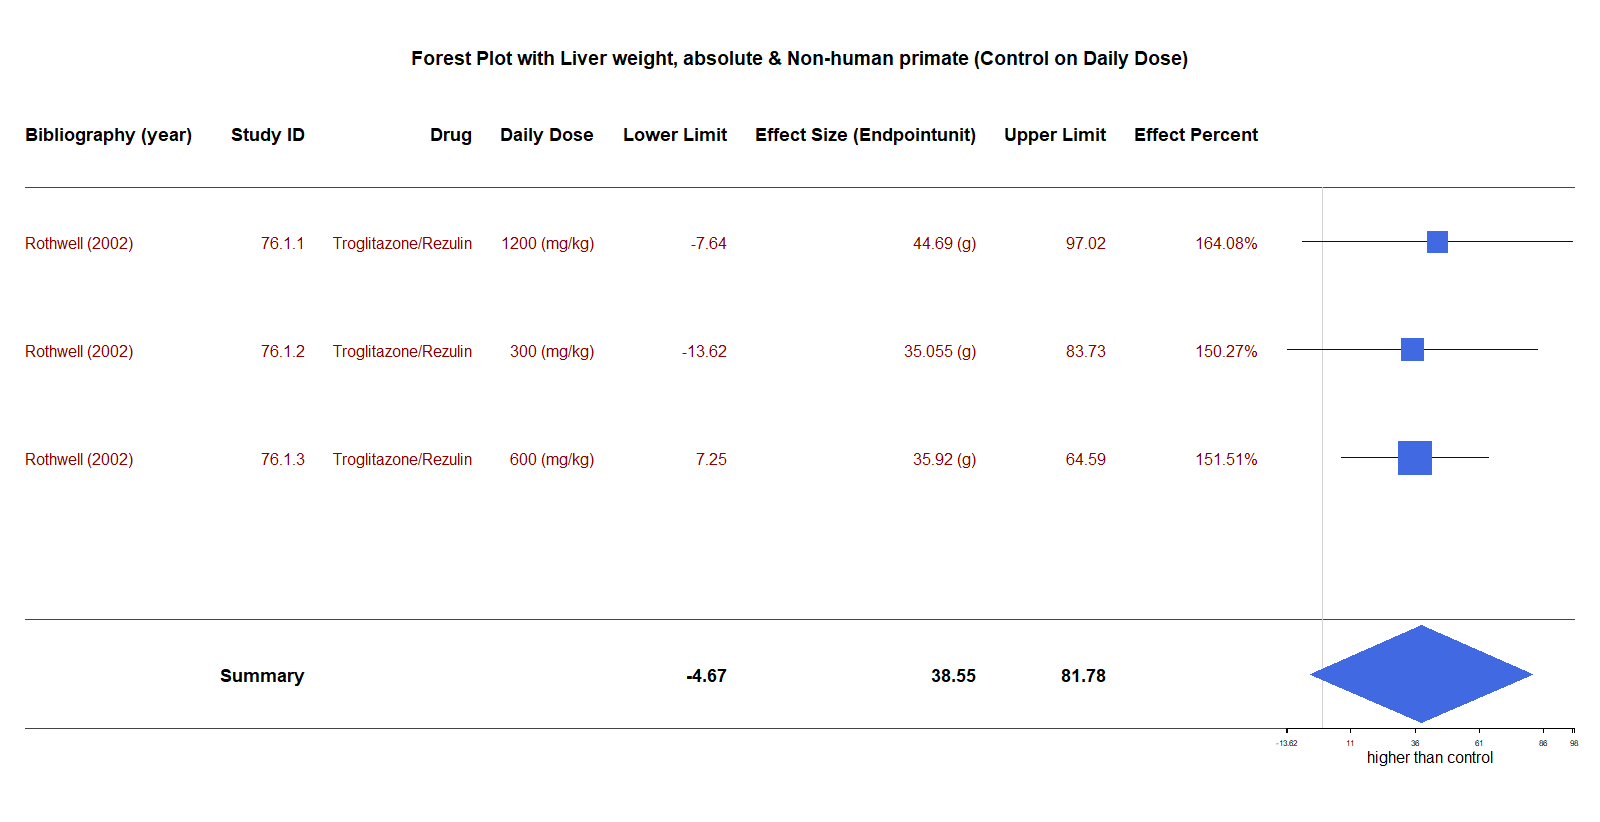 Forest Plot with Liver weight, absolute & Non-human primate (Control on Daily Dose)
Bibliography (year) Study ID Drug Daily Dose Lower Limit Effect Size (Endpointunit) Upper Limit Effect Percent
Rothwell (2002) 76.1.1 Troglitazone/Rezulin 1200 (mg/kg) -7.64 44.69 (g) 97.02 164.08%
Rothwell (2002) 76.1.2 Troglitazone/Rezulin 300 (mg/kg) -13.62 35.055 (g) 83.73 150.27%
Rothwell (2002) 76.1.3 Troglitazone/Rezulin 600 (mg/kg) 7.25 35.92 (g) 64.59 151.51%
Summary -4.67 38.55 81.78
-13.62 11 36 61 86 98
higher than control